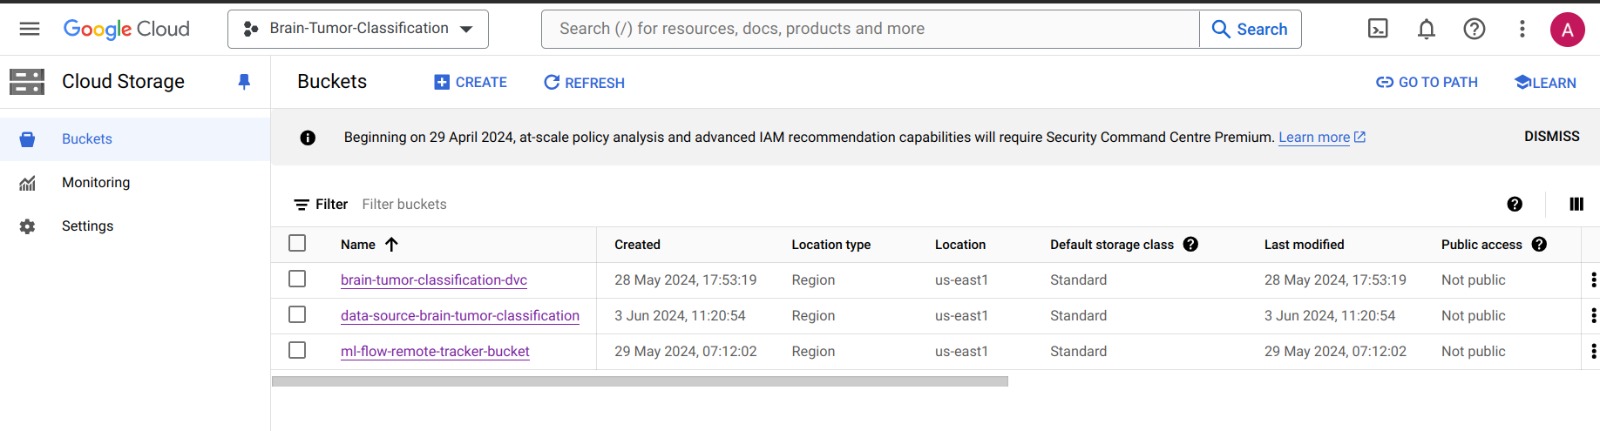 Google Cloud Brain-Tumor-Classification Search (/) for resources, docs, products and more Search A
Cloud Storage Buckets CREATE REFRESH GO TO PATH LEARN
Buckets
Monitoring
Settings
Beginning on 29 April 2024, at-scale policy analysis and advanced IAM recommendation capabilities will require Security Command Centre Premium. Learn more DISMISS
Filter Filter buckets
Name Created Location type Location Default storage class Last modified Public access
brain-tumor-classification-dvc 28 May 2024, 17:53:19 Region us-east1 Standard 28 May 2024, 17:53:19 Not public
data-source-brain-tumor-classification 3 Jun 2024, 11:20:54 Region us-east1 Standard 3 Jun 2024, 11:20:54 Not public
ml-flow-remote-tracker-bucket 29 May 2024, 07:12:02 Region us-east1 Standard 29 May 2024, 07:12:02 Not public